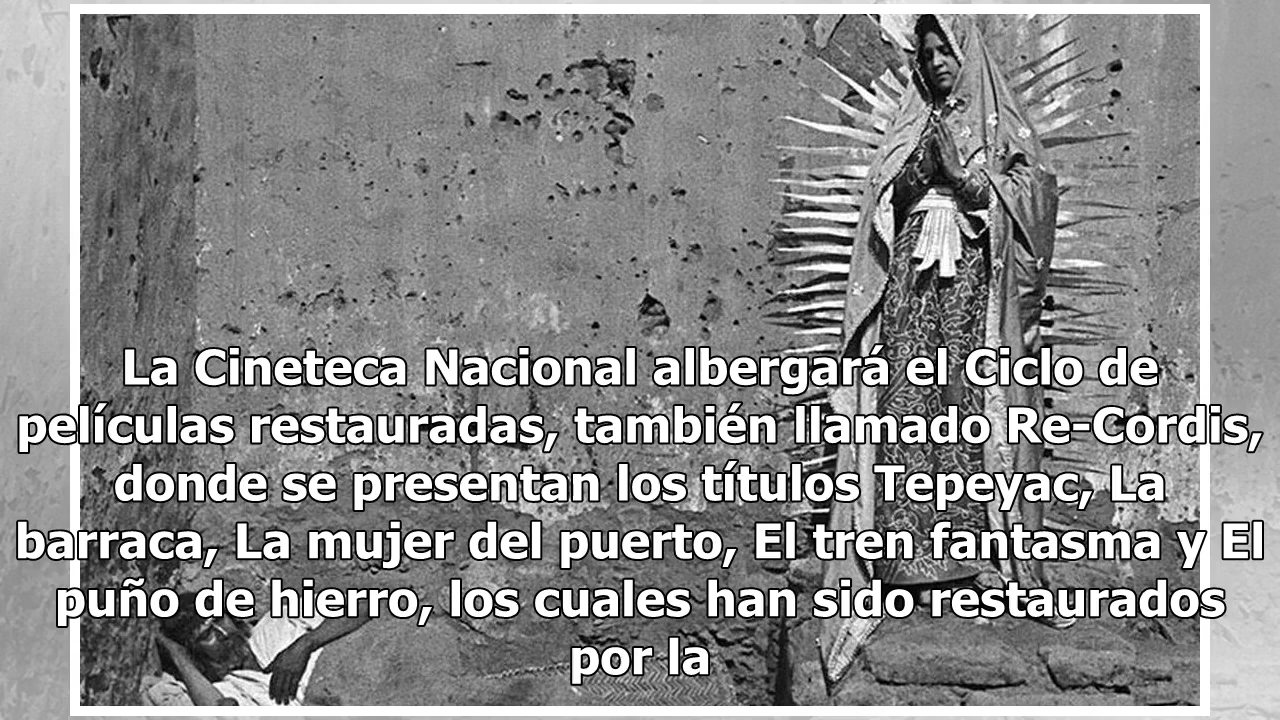 La Cineteca Nacional albergará el Ciclo de
películas restauradas, también llamado Re-Cordis,
donde se presentan los títulos Tepeyac, La
barraca, La mujer del puerto, El tren fantasma y El
puño de hierro, los cuales han sido restaurados
por la